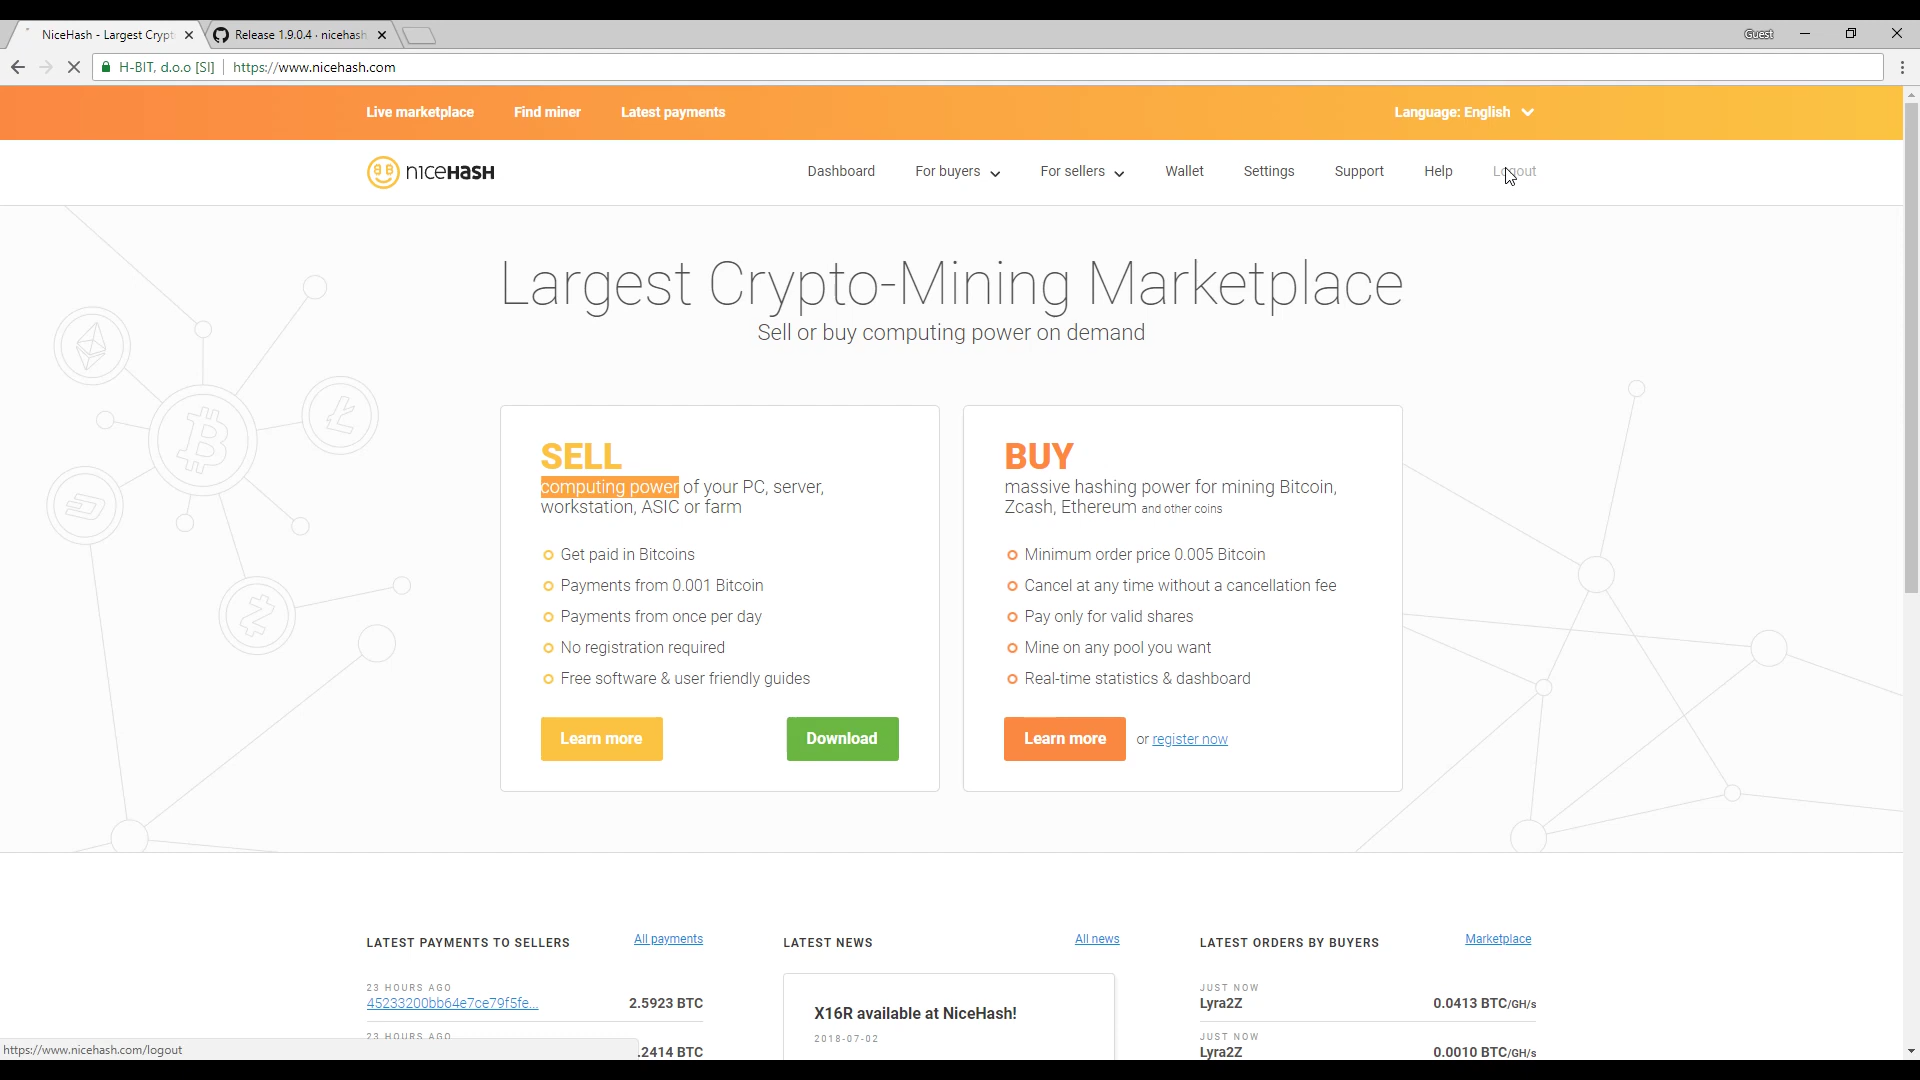 NiceHash - Largest Crypt
Release 1.9.0.4 · nicehash
Guest
H-BIT, d.o.o [SI]
https://www.nicehash.com
Live marketplace
Find miner
Latest payments
Language: English
nıceHASH
Dashboard
For buyers
For sellers
Wallet
Settings
Support
Help
Logout
Largest Crypto-Mining Marketplace
Sell or buy computing power on demand
SELL
computing power of your PC, server,
workstation, ASIC or farm
Get paid in Bitcoins
Payments from 0.001 Bitcoin
Payments from once per day
No registration required
Free software & user friendly guides
Learn more
Download
BUY
massive hashing power for mining Bitcoin,
Zcash, Ethereum and other coins
Minimum order price 0.005 Bitcoin
Cancel at any time without a cancellation fee
Pay only for valid shares
Mine on any pool you want
Real-time statistics & dashboard
Learn more
or register now
LATEST PAYMENTS TO SELLERS
All payments
23 HOURS AGO
45233200bb64e7ce79f5fe...
2.5923 BTC
23 HOURS AGO
.2414 BTC
LATEST NEWS
All news
X16R available at NiceHash!
2018-07-02
LATEST ORDERS BY BUYERS
Marketplace
JUST NOW
Lyra2Z
0.0413 BTC/GH/s
JUST NOW
Lyra2Z
0.0010 BTC/GH/s
https://www.nicehash.com/logout